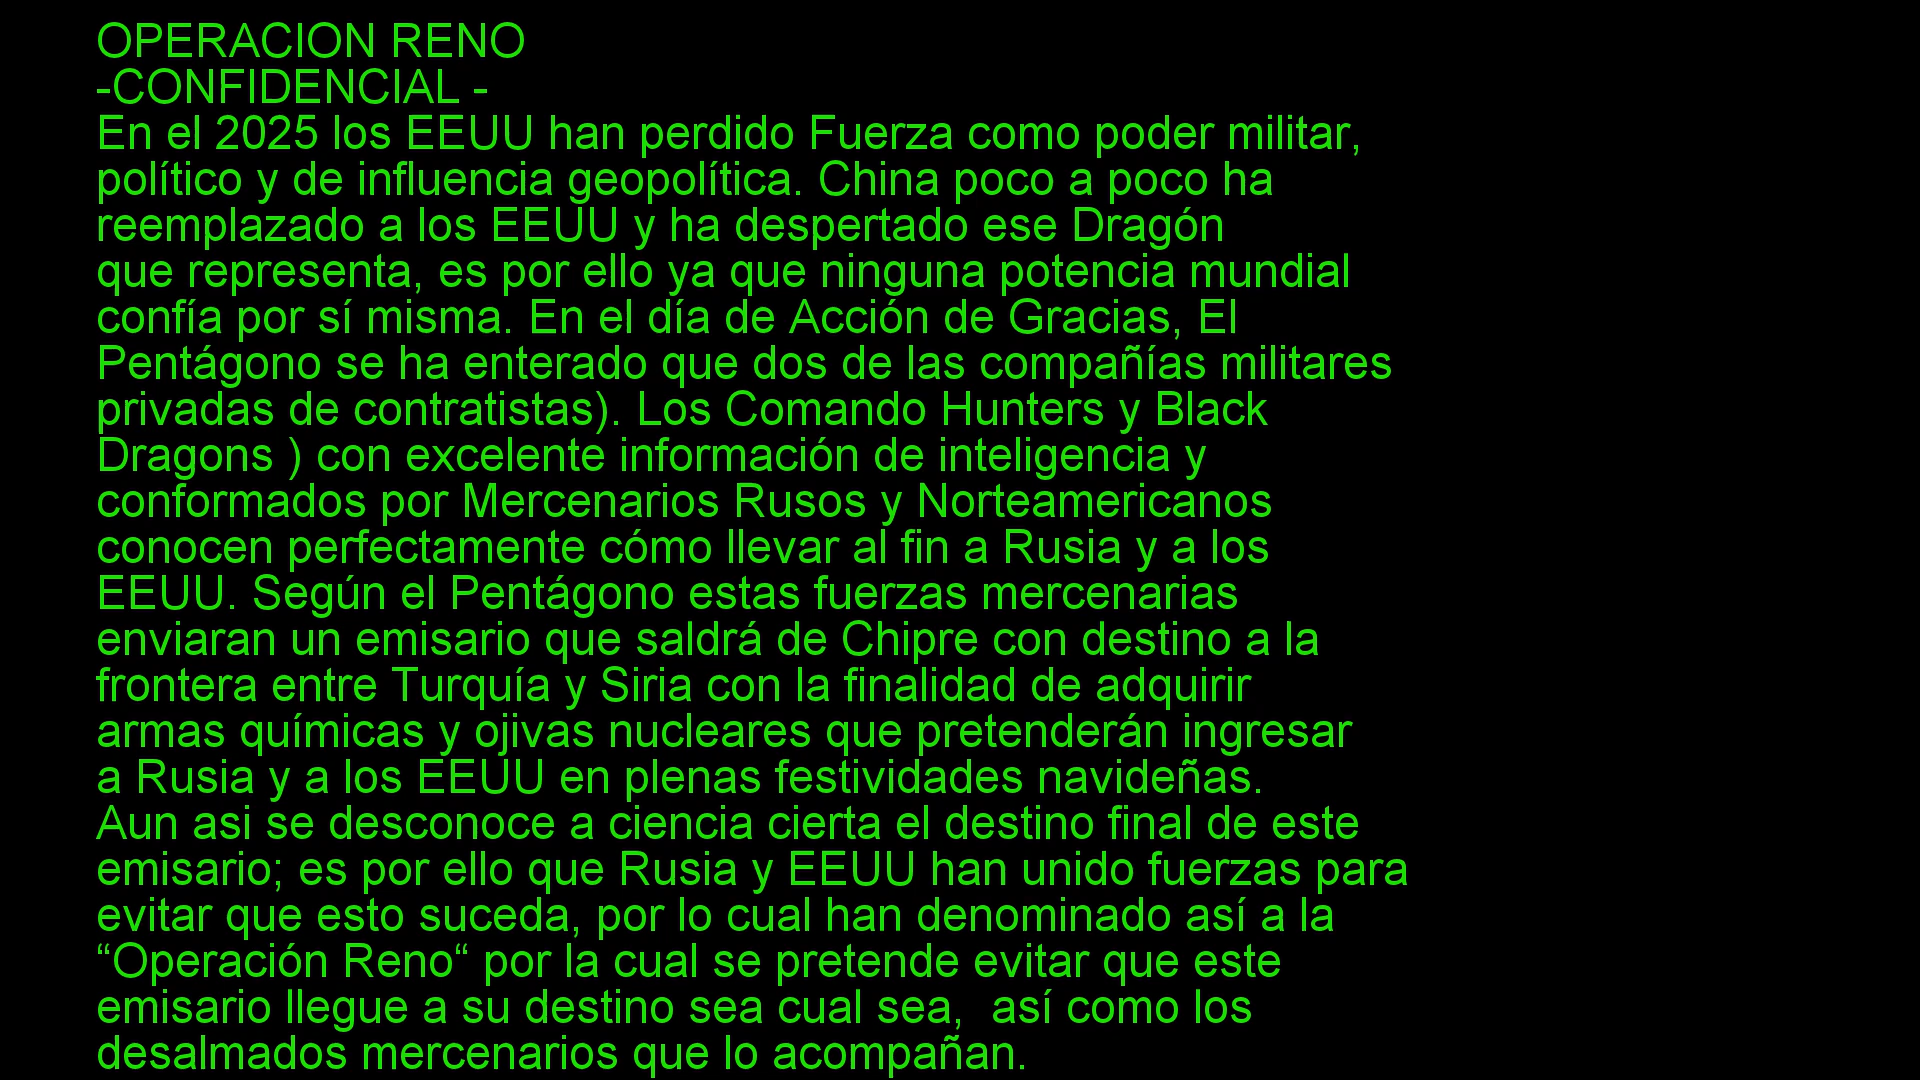 OPERACION RENO
-CONFIDENCIAL -
En el 2025 los EEUU han perdido Fuerza como poder militar,
político y de influencia geopolítica. China poco a poco ha
reemplazado a los EEUU y ha despertado ese Dragón
que representa, es por ello ya que ninguna potencia mundial
confía por sí misma. En el día de Acción de Gracias, El
Pentágono se ha enterado que dos de las compañías militares
privadas de contratistas). Los Comando Hunters y Black
Dragons ) con excelente información de inteligencia y
conformados por Mercenarios Rusos y Norteamericanos
conocen perfectamente cómo llevar al fin a Rusia y a los
EEUU. Según el Pentágono estas fuerzas mercenarias
enviaran un emisario que saldrá de Chipre con destino a la
frontera entre Turquía y Siria con la finalidad de adquirir
armas químicas y ojivas nucleares que pretenderán ingresar
a Rusia y a los EEUU en plenas festividades navideñas.
Aun asi se desconoce a ciencia cierta el destino final de este
emisario; es por ello que Rusia y EEUU han unido fuerzas para
evitar que esto suceda, por lo cual han denominado así a la
“Operación Reno“ por la cual se pretende evitar que este
emisario llegue a su destino sea cual sea,  así como los
desalmados mercenarios que lo acompañan.